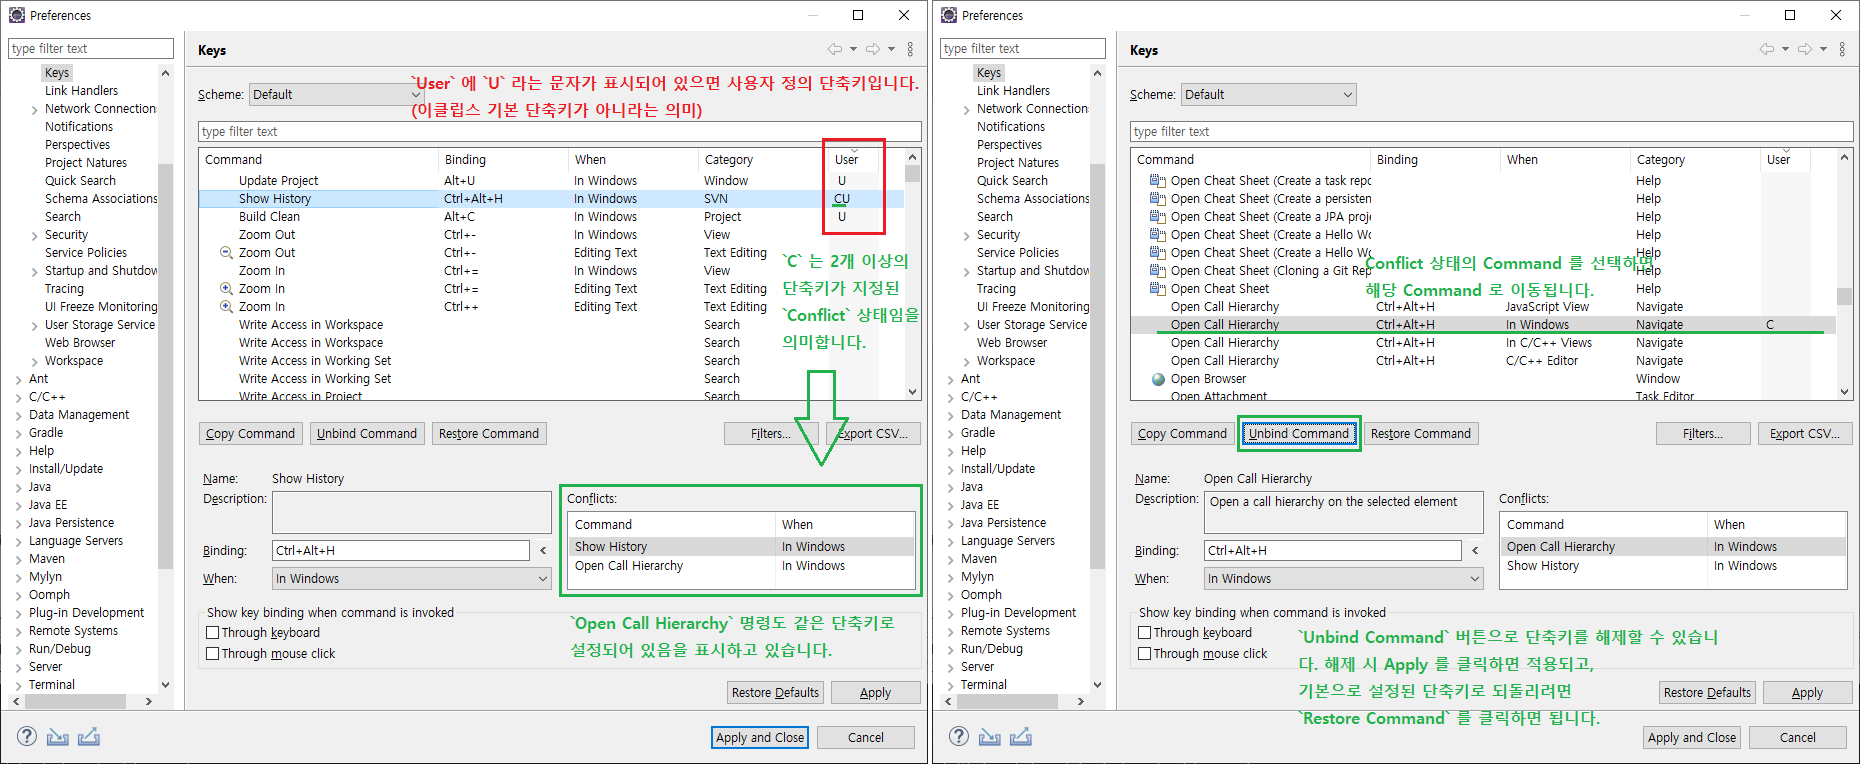 Preferences
type filter text
Keys
Link Handlers
Network Connection
Notifications
Perspectives
Project Natures
Quick Search
Schema Associations
Search
Security
Service Policies
Startup and Shutdow
Tracing
UI Freeze Monitoring
User Storage Service
Web Browser
Workspace
Ant
C/C++
Data Management
Gradle
Help
Install/Update
Java
Java EE
Java Persistence
Language Servers
Maven
Mylyn
Oomph
Plug-in Development
Remote Systems
Run/Debug
Server
Terminal
Keys
`User` 에 `U` 라는 문자가 표시되어 있으면 사용자 정의 단축키입니다.
(이클립스 기본 단축키가 아니라는 의미)
Scheme: Default
type filter text
Command Binding When Category User
Update Project Alt+U In Windows Window U
Show History Ctrl+Alt+H In Windows SVN CU
Build Clean Alt+C In Windows Project U
Zoom Out Ctrl+- In Windows View
Zoom Out Ctrl+- Editing Text Text Editing
Zoom In Ctrl+= In Windows View
Zoom In Ctrl+= Editing Text Text Editing
Zoom In Ctrl++ Editing Text Text Editing
Write Access in Workspace Search
Write Access in Workspace Search
Write Access in Working Set Search
Write Access in Working Set Search
Write Access in Project Search
`C` 는 2개 이상의
단축키가 지정된
`Conflict` 상태임을
의미합니다.
Copy Command Unbind Command Restore Command Filters... Export CSV...
Name: Show History
Description:
Binding: Ctrl+Alt+H
When: In Windows
Conflicts:
Command When
Show History In Windows
Open Call Hierarchy In Windows
Show key binding when command is invoked
Through keyboard
Through mouse click
`Open Call Hierarchy` 명령도 같은 단축키로
설정되어 있음을 표시하고 있습니다.
Restore Defaults Apply
Apply and Close Cancel
Preferences
type filter text
Keys
Link Handlers
Network Connection
Notifications
Perspectives
Project Natures
Quick Search
Schema Associations
Search
Security
Service Policies
Startup and Shutdow
Tracing
UI Freeze Monitoring
User Storage Service
Web Browser
Workspace
Ant
C/C++
Data Management
Gradle
Help
Install/Update
Java
Java EE
Java Persistence
Language Servers
Maven
Mylyn
Oomph
Plug-in Development
Remote Systems
Run/Debug
Server
Terminal
Keys
Scheme: Default
type filter text
Command Binding When Category User
Open Cheat Sheet (Create a task repo Help
Open Cheat Sheet (Create a persisten Help
Open Cheat Sheet (Create a JPA proj Help
Open Cheat Sheet (Create a Hello Wo Help
Open Cheat Sheet (Create a Hello Wo Help
Open Cheat Sheet (Cloning a Git Rep Help
Open Cheat Sheet Help
Open Call Hierarchy Ctrl+Alt+H JavaScript View Navigate
Open Call Hierarchy Ctrl+Alt+H In Windows Navigate C
Open Call Hierarchy Ctrl+Alt+H In C/C++ Views Navigate
Open Call Hierarchy Ctrl+Alt+H C/C++ Editor Navigate
Open Browser Window
Open Attachment Task Editor
Conflict 상태의 Command 를 선택하면
해당 Command 로 이동됩니다.
Copy Command Unbind Command Restore Command Filters... Export CSV...
Name: Open Call Hierarchy
Description: Open a call hierarchy on the selected element
Binding: Ctrl+Alt+H
When: In Windows
Conflicts:
Command When
Open Call Hierarchy In Windows
Show History In Windows
Show key binding when command is invoked
Through keyboard
Through mouse click
`Unbind Command` 버튼으로 단축키를 해제할 수 있습니
다. 해제 시 Apply 를 클릭하면 적용되고,
기본으로 설정된 단축키로 되돌리려면
`Restore Command` 를 클릭하면 됩니다.
Restore Defaults Apply
Apply and Close Cancel